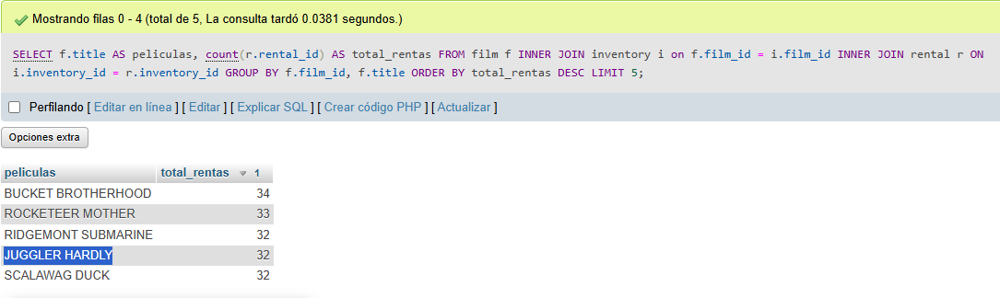 Mostrando filas 0 - 4 (total de 5, La consulta tardó 0.0381 segundos.)
SELECT f.title AS peliculas, count(r.rental_id) AS total_rentas FROM film f INNER JOIN inventory i on f.film_id = i.film_id INNER JOIN rental r ON
i.inventory_id = r.inventory_id GROUP BY f.film_id, f.title ORDER BY total_rentas DESC LIMIT 5;
Perfilando [ Editar en línea ] [ Editar ] [ Explicar SQL ] [ Crear código PHP ] [ Actualizar ]
Opciones extra
peliculas total_rentas 1
BUCKET BROTHERHOOD 34
ROCKETEER MOTHER 33
RIDGEMONT SUBMARINE 32
JUGGLER HARDLY 32
SCALAWAG DUCK 32